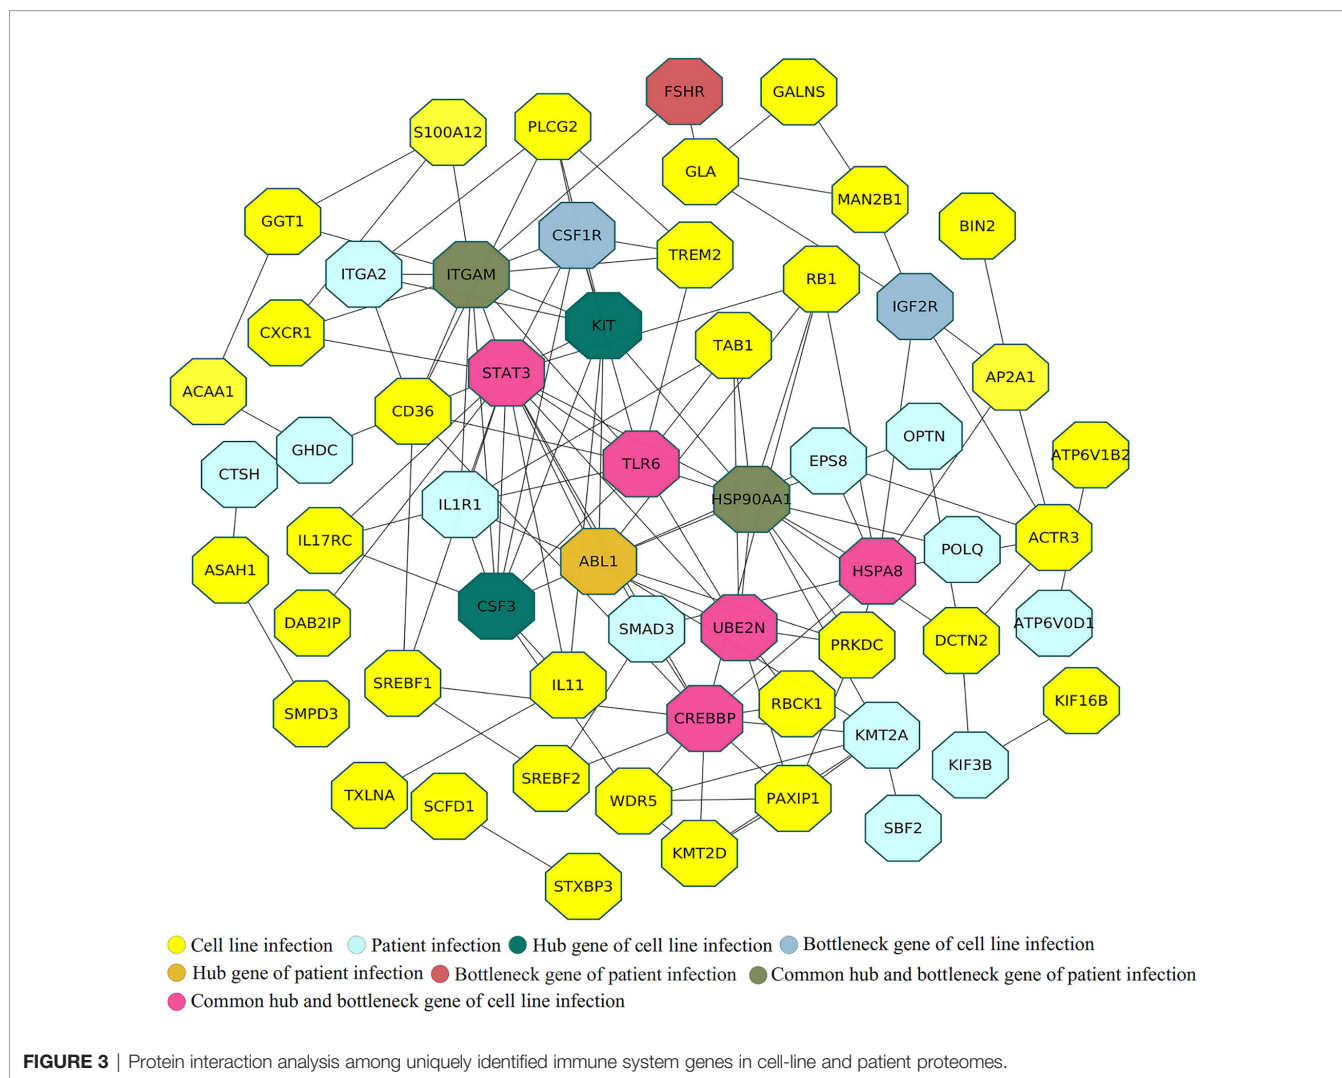 FSHR
GALNS
S100A12
PLCG2
GLA
MAN2B1
GGT1
BIN2
CSF1R
TREM2
ITGA2
ITGAM
RB1
IGF2R
KIT
CXCR1
TAB1
STAT3
AP2A1
ACAA1
CD36
OPTN
GHDC
EPS8
ATP6V1B2
TLR6
CTSH
HSP90AA1
IL1R1
IL17RC
ACTR3
POLQ
ABL1
HSPA8
ASAH1
CSF3
DAB2IP
SMAD3
UBE2N
ATP6V0D1
PRKDC
DCTN2
SREBF1
IL11
KIF16B
RBCK1
SMPD3
CREBBP
KMT2A
KIF3B
SREBF2
TXLNA
SCFD1
WDR5
PAXIP1
SBF2
KMT2D
STXBP3
Cell line infection Patient infection Hub gene of cell line infection Bottleneck gene of cell line infection
Hub gene of patient infection Bottleneck gene of patient infection Common hub and bottleneck gene of patient infection
Common hub and bottleneck gene of cell line infection
FIGURE 3 | Protein interaction analysis among uniquely identified immune system genes in cell-line and patient proteomes.